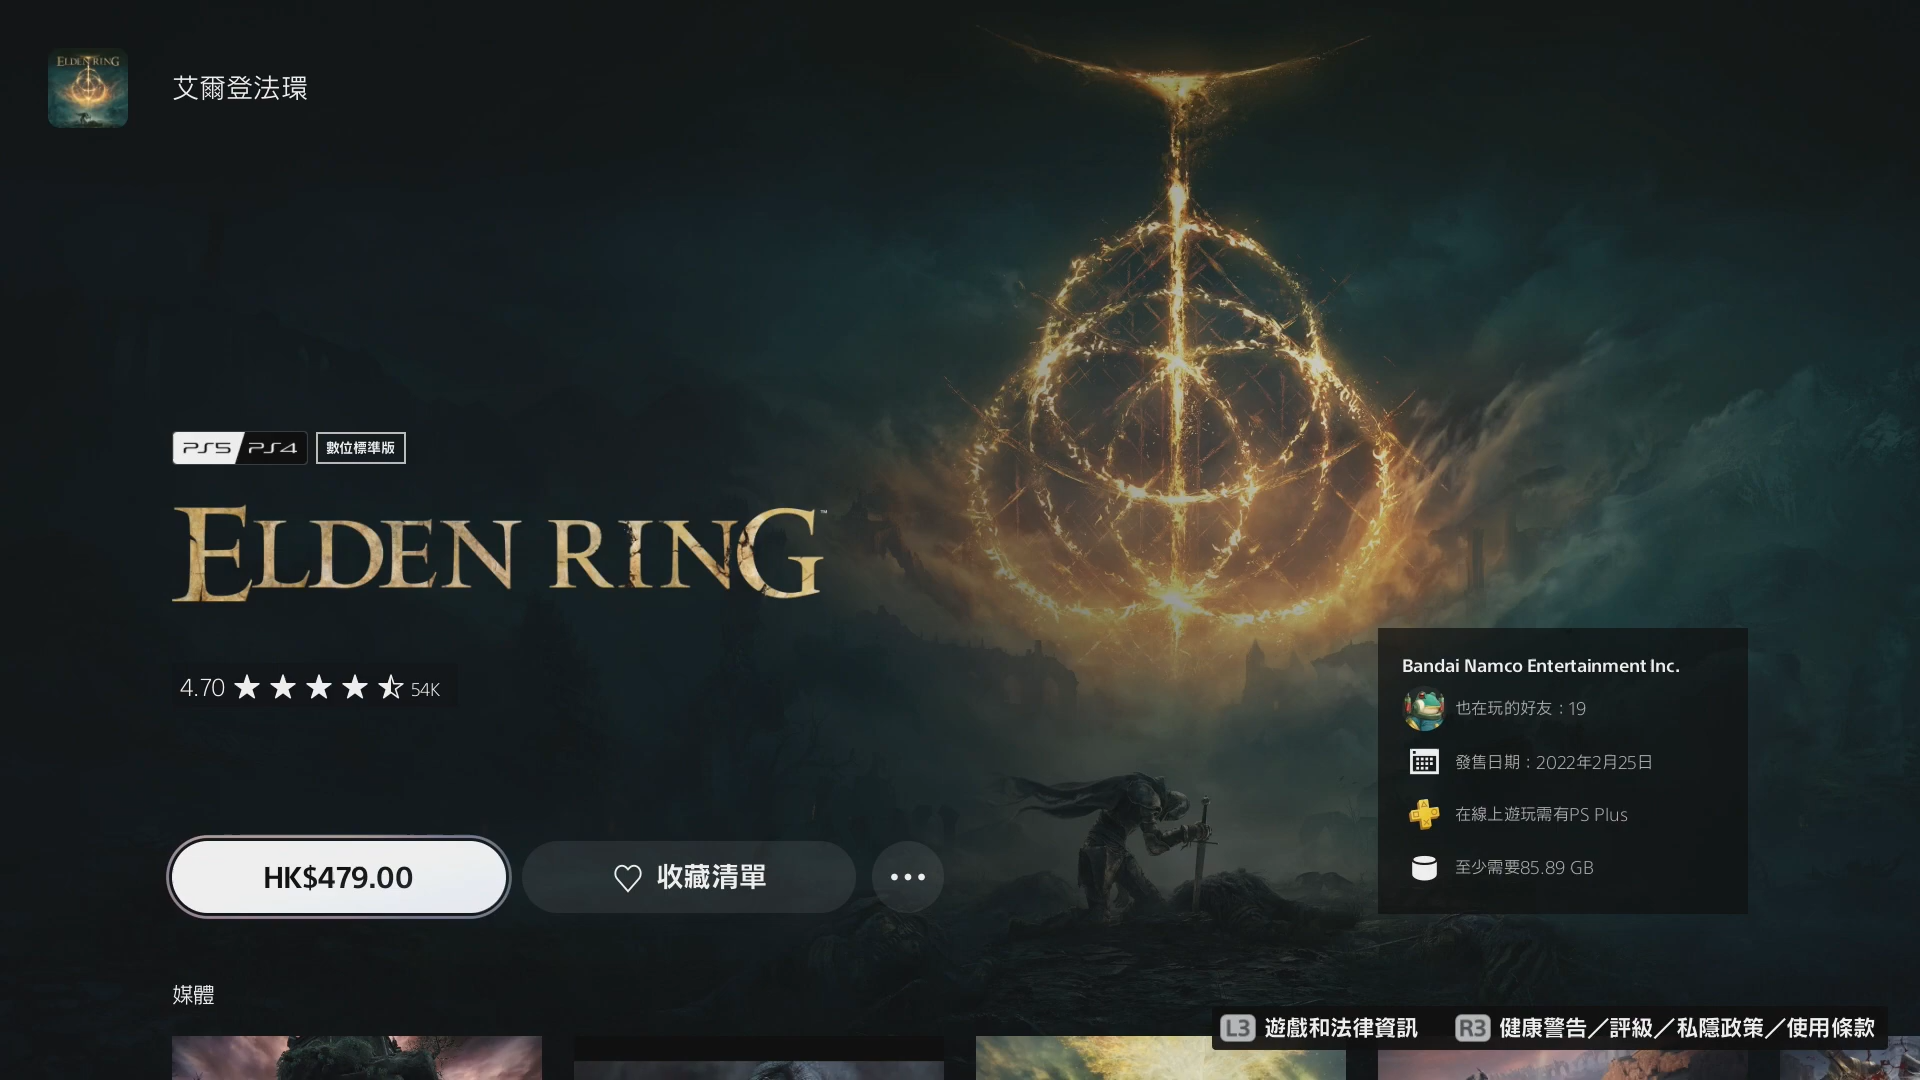 ELDEN RING
艾爾登法環
PS5 PS4 數位標準版
ELDEN RING™
4.70 54K
Bandai Namco Entertainment Inc.
也在玩的好友：19
發售日期：2022年2月25日
在線上遊玩需有PS Plus
至少需要85.89 GB
HK$479.00
收藏清單
媒體
L3 遊戲和法律資訊
R3 健康警告／評級／私隱政策／使用條款